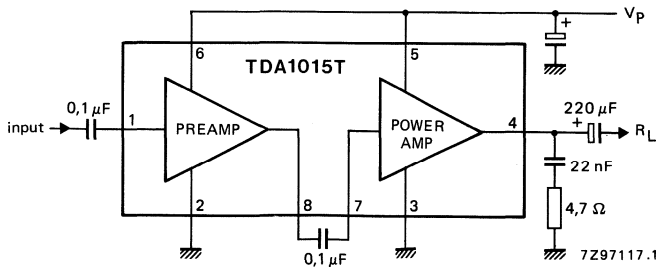 +
V_P
6
5
TDA1015T
0,1 µF
220 µF
input
1
PREAMP
POWER
AMP
4
+
R_L
22 nF
2
8
7
3
4,7 Ω
0,1 µF
7Z97117.1